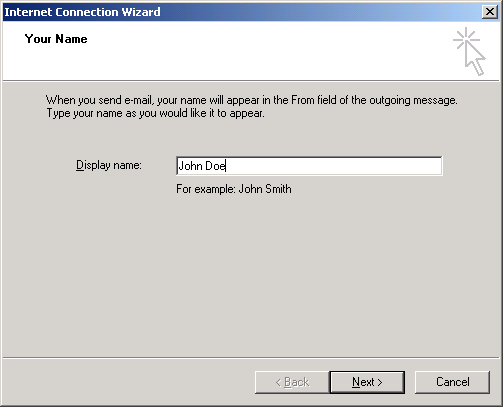 Internet Connection Wizard
Your Name
When you send e-mail, your name will appear in the From field of the outgoing message.
Type your name as you would like it to appear.
Display name: John Doe
For example: John Smith
< Back Next > Cancel